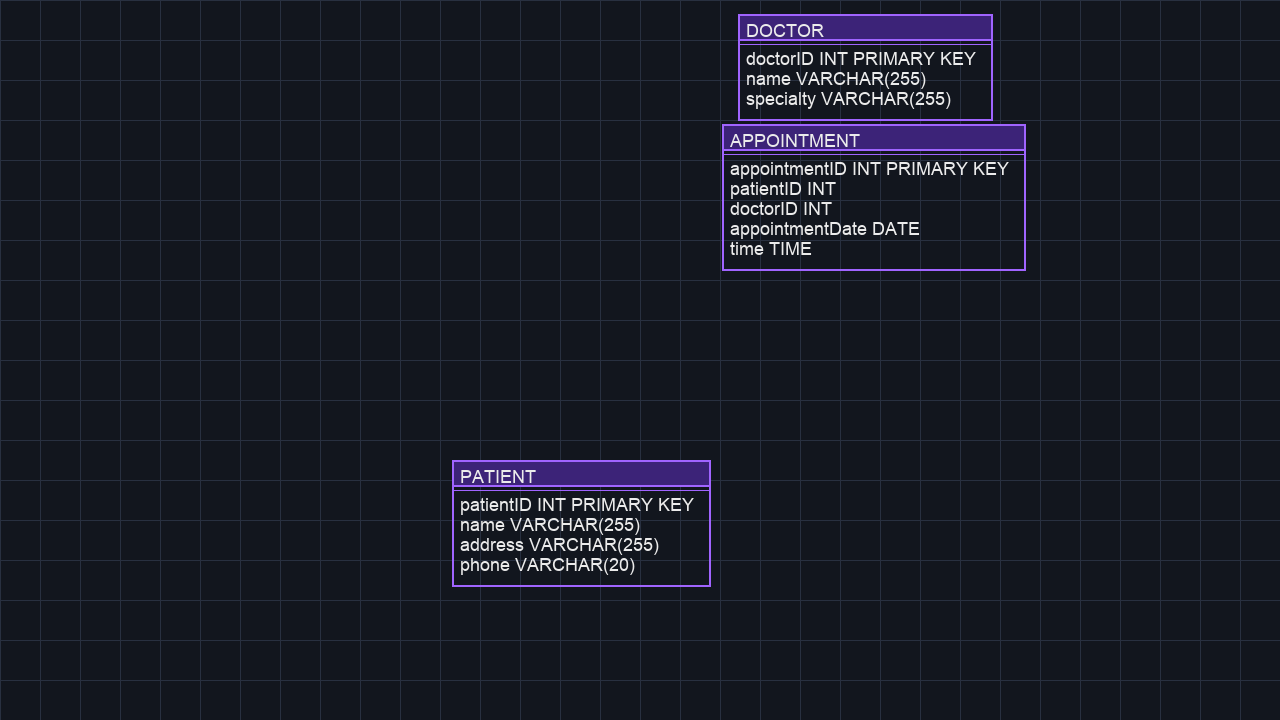 DOCTOR
doctorID INT PRIMARY KEY
name VARCHAR(255)
specialty VARCHAR(255)
APPOINTMENT
appointmentID INT PRIMARY KEY
patientID INT
doctorID INT
appointmentDate DATE
time TIME
PATIENT
patientID INT PRIMARY KEY
name VARCHAR(255)
address VARCHAR(255)
phone VARCHAR(20)